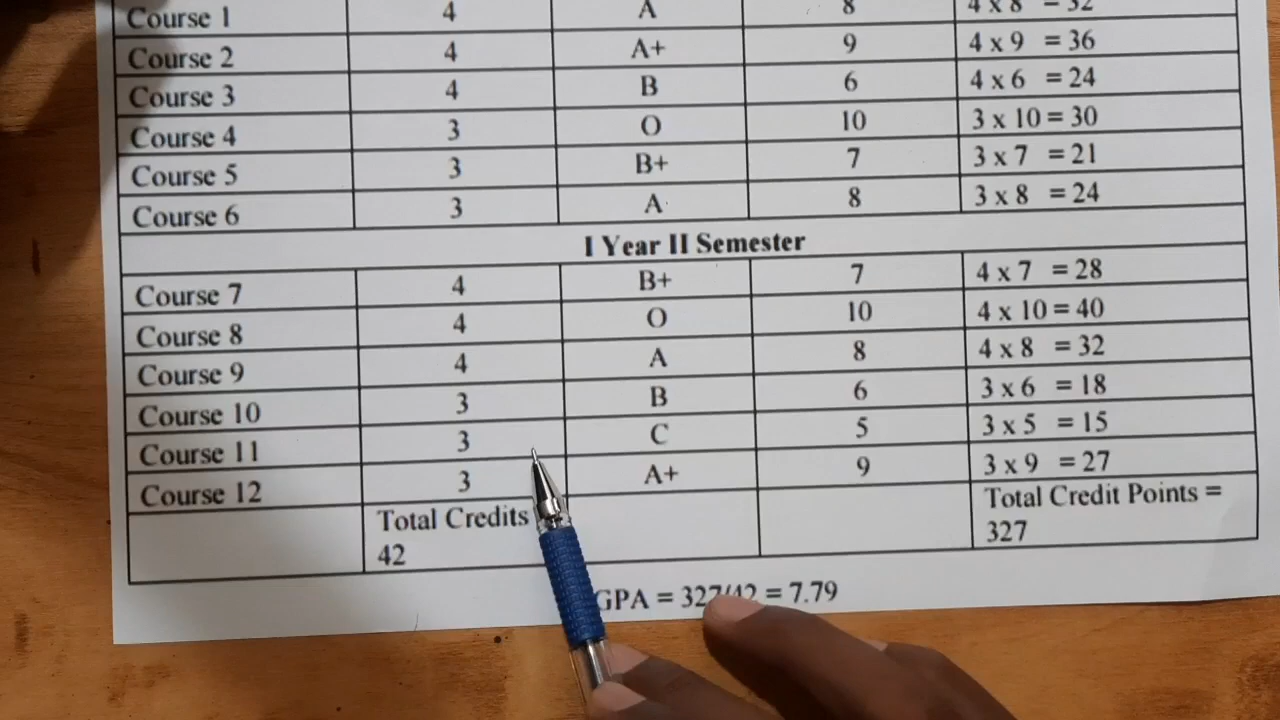 Course 1 4 A 8 4 x 8 = 32
Course 2 4 A+ 9 4 x 9 = 36
Course 3 4 B 6 4 x 6 = 24
Course 4 3 O 10 3 x 10 = 30
Course 5 3 B+ 7 3 x 7 = 21
Course 6 3 A 8 3 x 8 = 24
I Year II Semester
Course 7 4 B+ 7 4 x 7 = 28
Course 8 4 O 10 4 x 10 = 40
Course 9 4 A 8 4 x 8 = 32
Course 10 3 B 6 3 x 6 = 18
Course 11 3 C 5 3 x 5 = 15
Course 12 3 A+ 9 3 x 9 = 27
Total Credits
42
Total Credit Points =
327
GPA = 327/42 = 7.79